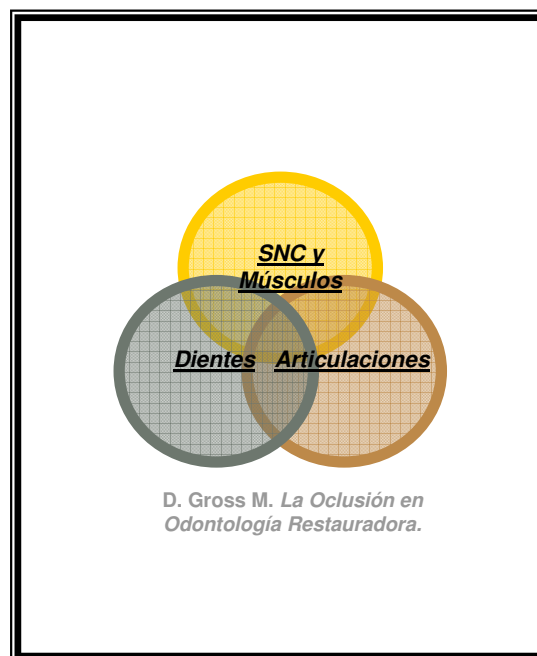 SNC y
Músculos
Dientes
Articulaciones
D. Gross M. La Oclusión en
Odontología Restauradora.